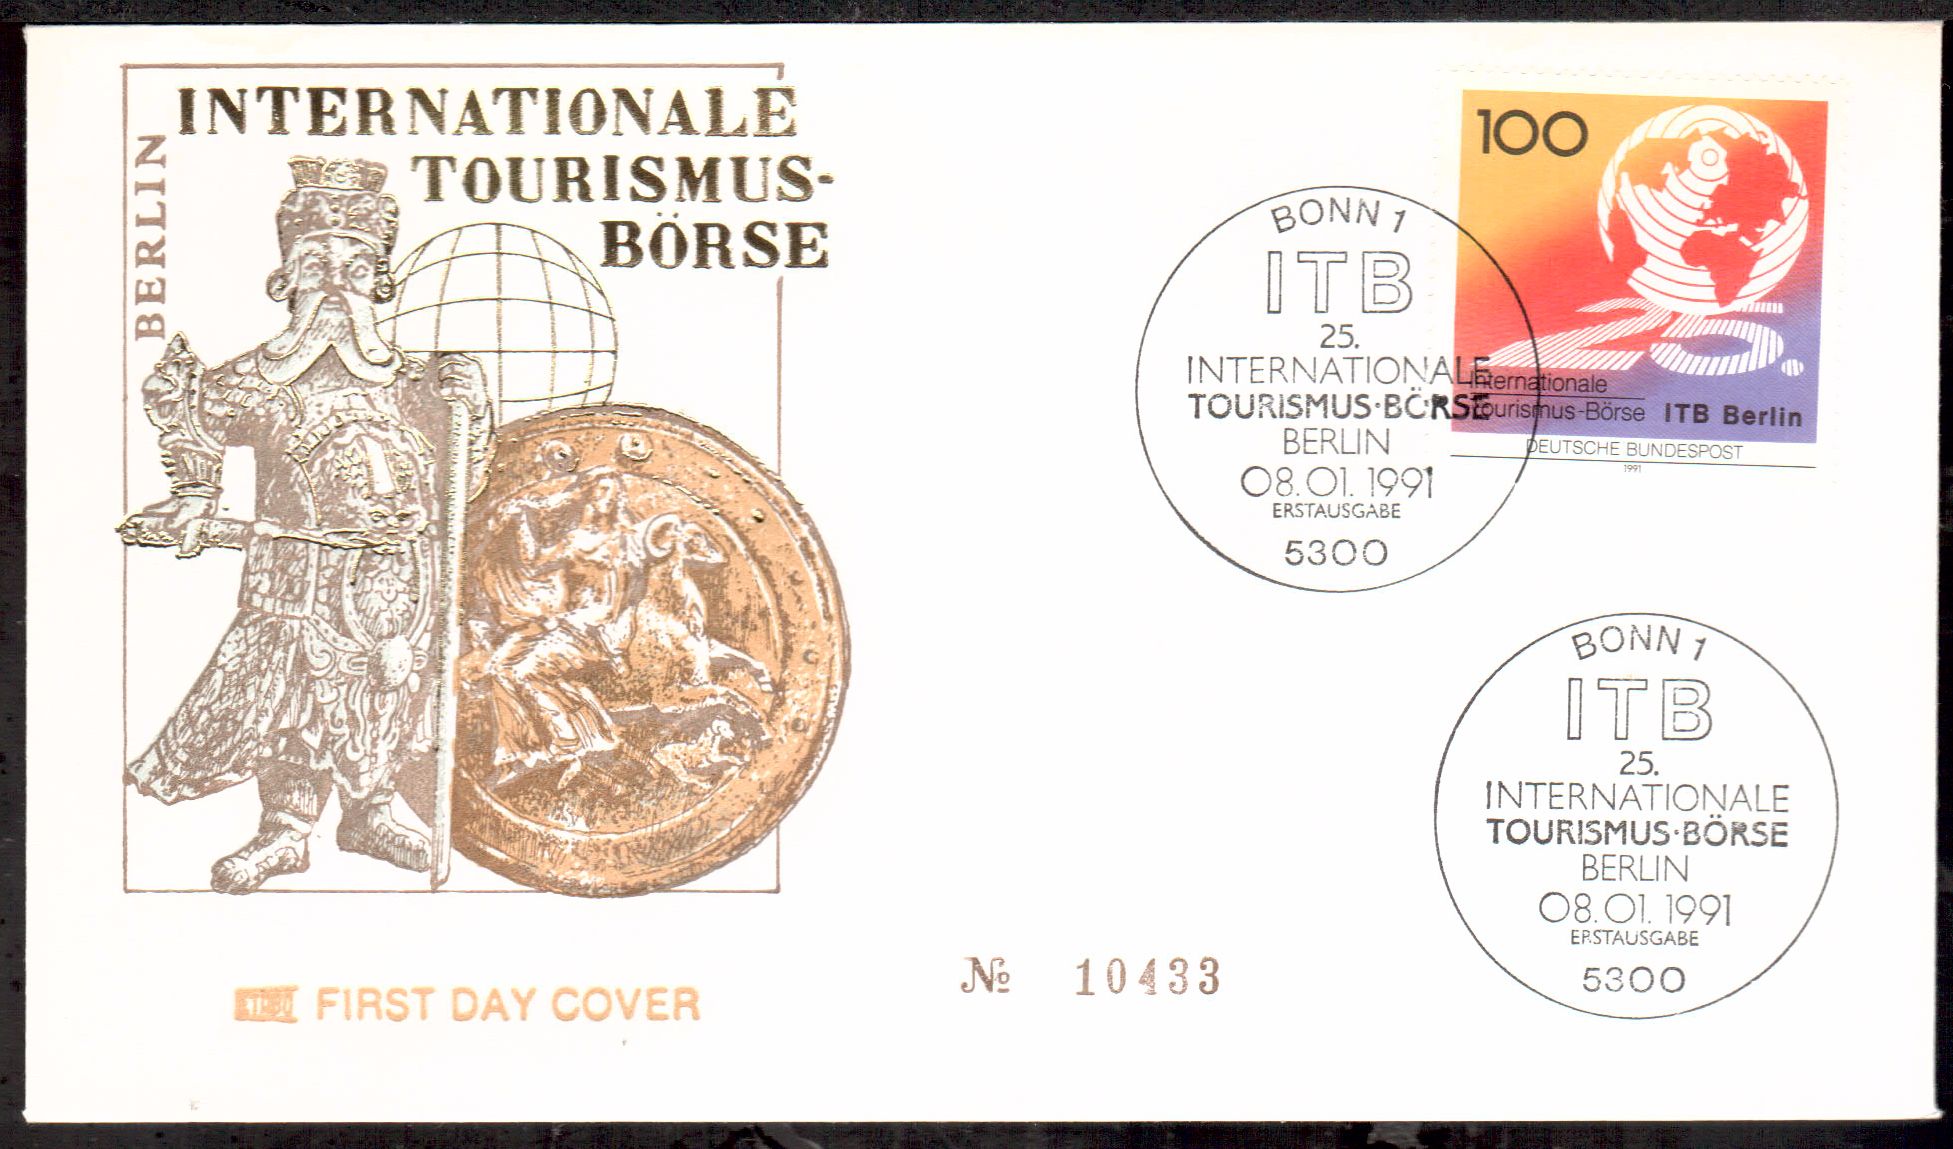 BERLIN
INTERNATIONALE
TOURISMUS-
BÖRSE
100
25.
Internationale
Tourismus-Börse ITB Berlin
DEUTSCHE BUNDESPOST
1991
BONN 1
ITB
25.
INTERNATIONALE
TOURISMUS·BÖRSE
BERLIN
08.01.1991
ERSTAUSGABE
5300
BONN 1
ITB
25.
INTERNATIONALE
TOURISMUS·BÖRSE
BERLIN
08.01.1991
ERSTAUSGABE
5300
FIRST DAY COVER
№ 10433